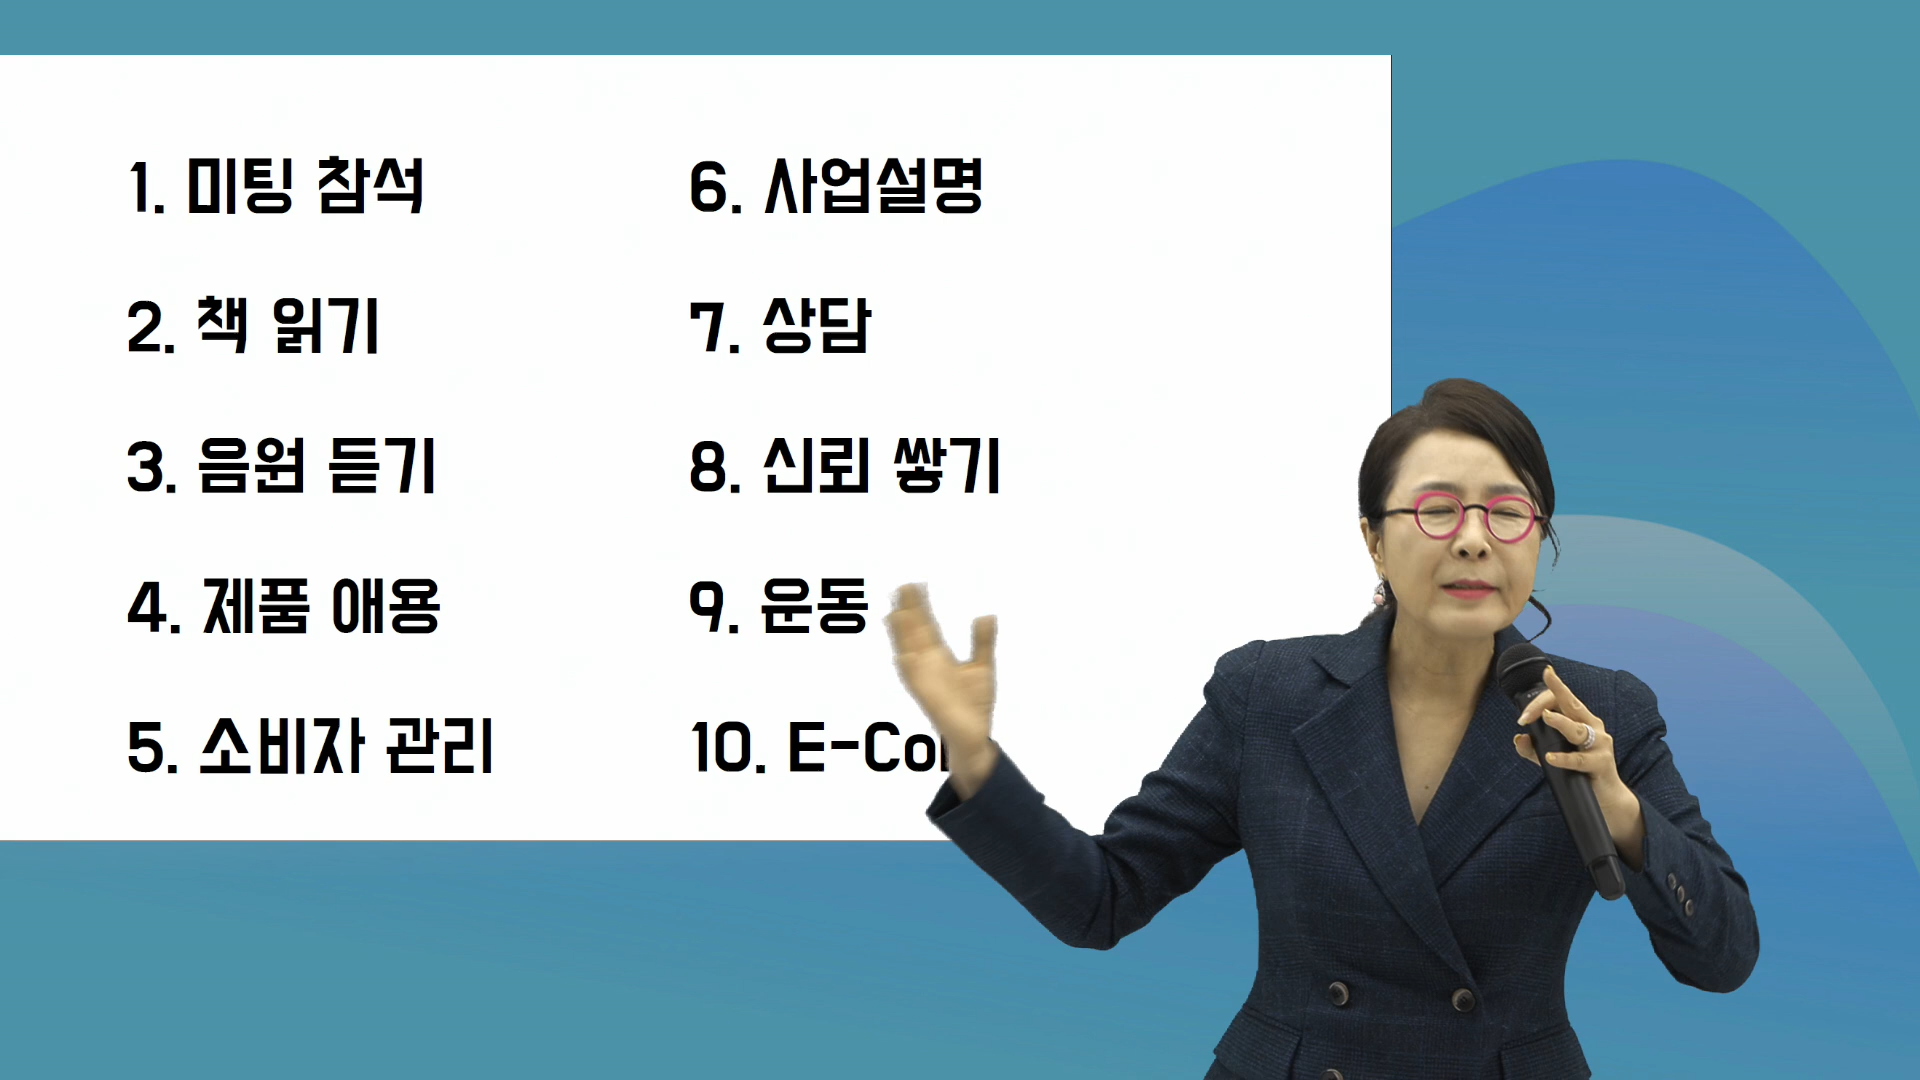 1. 미팅 참석
2. 책 읽기
3. 음원 듣기
4. 제품 애용
5. 소비자 관리
6. 사업설명
7. 상담
8. 신뢰 쌓기
9. 운동
10.